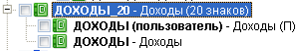 ДОХОДЫ_20 - Доходы (20 знаков)
ДОХОДЫ (пользователь) - Доходы (П)
ДОХОДЫ - Доходы